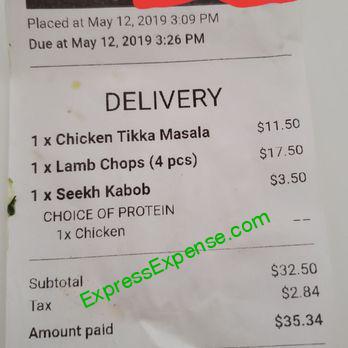 Placed at May 12, 2019 3:09 PM
Due at May 12, 2019 3:26 PM
DELIVERY
1 x Chicken Tikka Masala $11.50
1 x Lamb Chops (4 pcs) $17.50
1 x Seekh Kabob $3.50
CHOICE OF PROTEIN
1x Chicken --
ExpressExpense.com
Subtotal $32.50
Tax $2.84
Amount paid $35.34